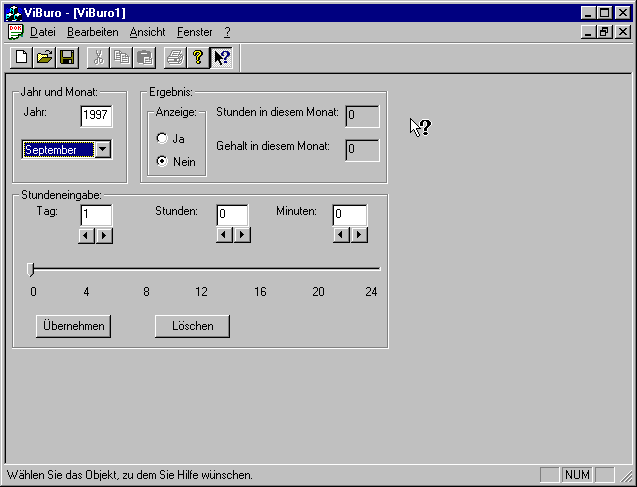 ViBuro - [ViBuro1]
DOK Datei Bearbeiten Ansicht Fenster ?
Jahr und Monat:
Jahr: 1997
September
Ergebnis:
Anzeige:
Ja
Nein
Stunden in diesem Monat: 0
Gehalt in diesem Monat: 0
Stundeneingabe:
Tag: 1 Stunden: 0 Minuten: 0
0 4 8 12 16 20 24
Übernehmen Löschen
Wählen Sie das Objekt, zu dem Sie Hilfe wünschen. NUM